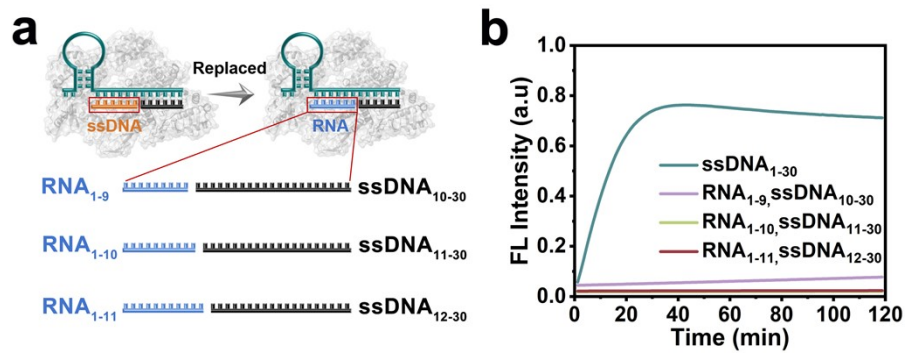 a
Replaced
ssDNA
RNA
RNA₁₋₉
ssDNA₁₀₋₃₀
RNA₁₋₁₀
ssDNA₁₁₋₃₀
RNA₁₋₁₁
ssDNA₁₂₋₃₀
b
FL Intensity (a.u)
1.0
0.8
0.6
0.4
0.2
0.0
ssDNA₁₋₃₀
RNA₁₋₉,ssDNA₁₀₋₃₀
RNA₁₋₁₀,ssDNA₁₁₋₃₀
RNA₁₋₁₁,ssDNA₁₂₋₃₀
0 20 40 60 80 100 120
Time (min)